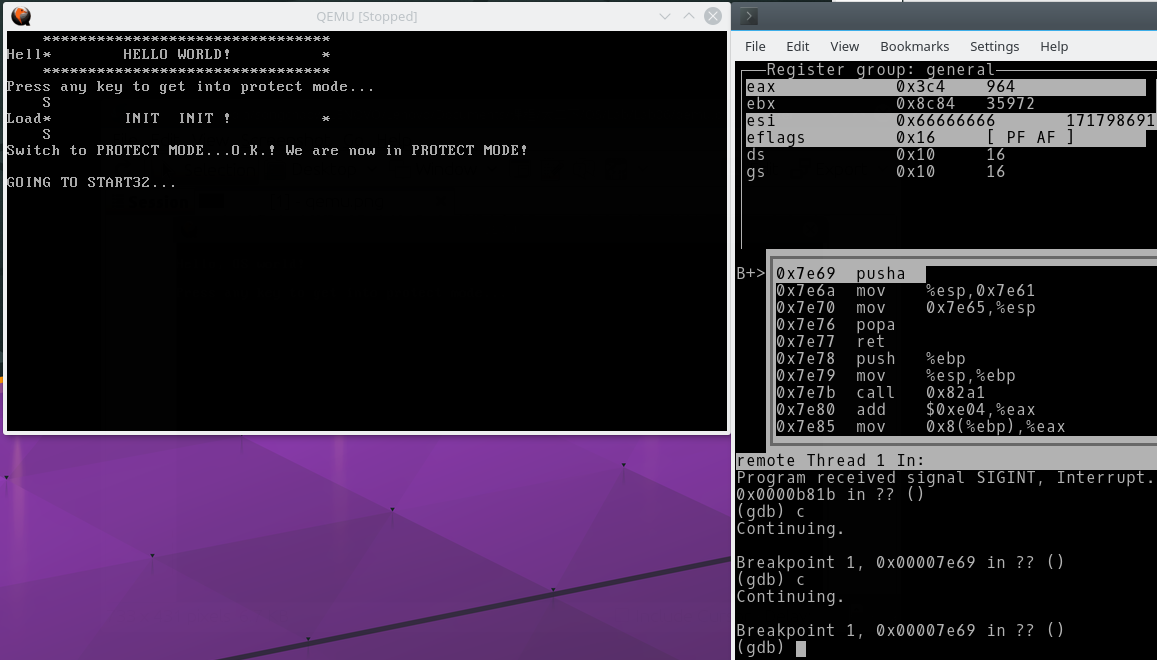 QEMU [Stopped]
********************************
Hell*        HELLO WORLD!          *
********************************
Press any key to get into protect mode...
S
Load*        INIT  INIT !          *
S
Switch to PROTECT MODE...O.K.! We are now in PROTECT MODE!
GOING TO START32...
File Edit View Bookmarks Settings Help
Register group: general
eax 0x3c4 964
ebx 0x8c84 35972
esi 0x66666666 171798691
eflags 0x16 [ PF AF ]
ds 0x10 16
gs 0x10 16
B+> 0x7e69 pusha
0x7e6a mov %esp,0x7e61
0x7e70 mov 0x7e65,%esp
0x7e76 popa
0x7e77 ret
0x7e78 push %ebp
0x7e79 mov %esp,%ebp
0x7e7b call 0x82a1
0x7e80 add $0xe04,%eax
0x7e85 mov 0x8(%ebp),%eax
remote Thread 1 In:
Program received signal SIGINT, Interrupt.
0x0000b81b in ?? ()
(gdb) c
Continuing.
Breakpoint 1, 0x00007e69 in ?? ()
(gdb) c
Continuing.
Breakpoint 1, 0x00007e69 in ?? ()
(gdb)